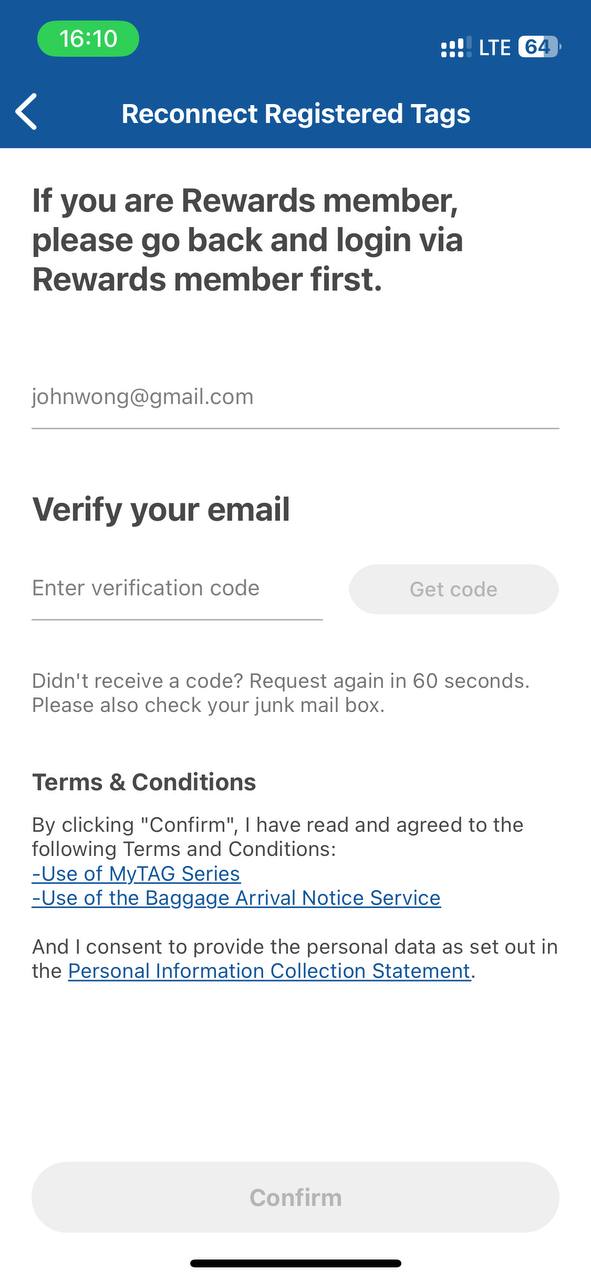 16:10
LTE 64
Reconnect Registered Tags
If you are Rewards member,
please go back and login via
Rewards member first.
johnwong@gmail.com
Verify your email
Enter verification code
Get code
Didn't receive a code? Request again in 60 seconds.
Please also check your junk mail box.
Terms & Conditions
By clicking "Confirm", I have read and agreed to the
following Terms and Conditions:
-Use of MyTAG Series
-Use of the Baggage Arrival Notice Service
And I consent to provide the personal data as set out in
the Personal Information Collection Statement.
Confirm